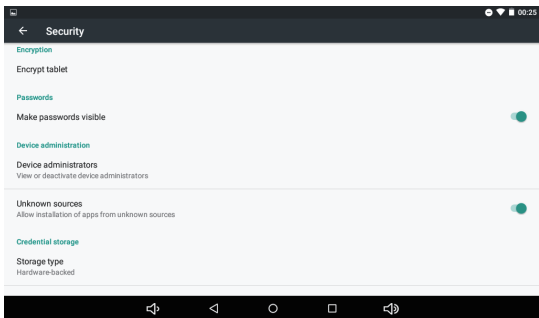 00:25
Security
Encryption
Encrypt tablet
Passwords
Make passwords visible
Device administration
Device administrators
View or deactivate device administrators
Unknown sources
Allow installation of apps from unknown sources
Credential storage
Storage type
Hardware-backed